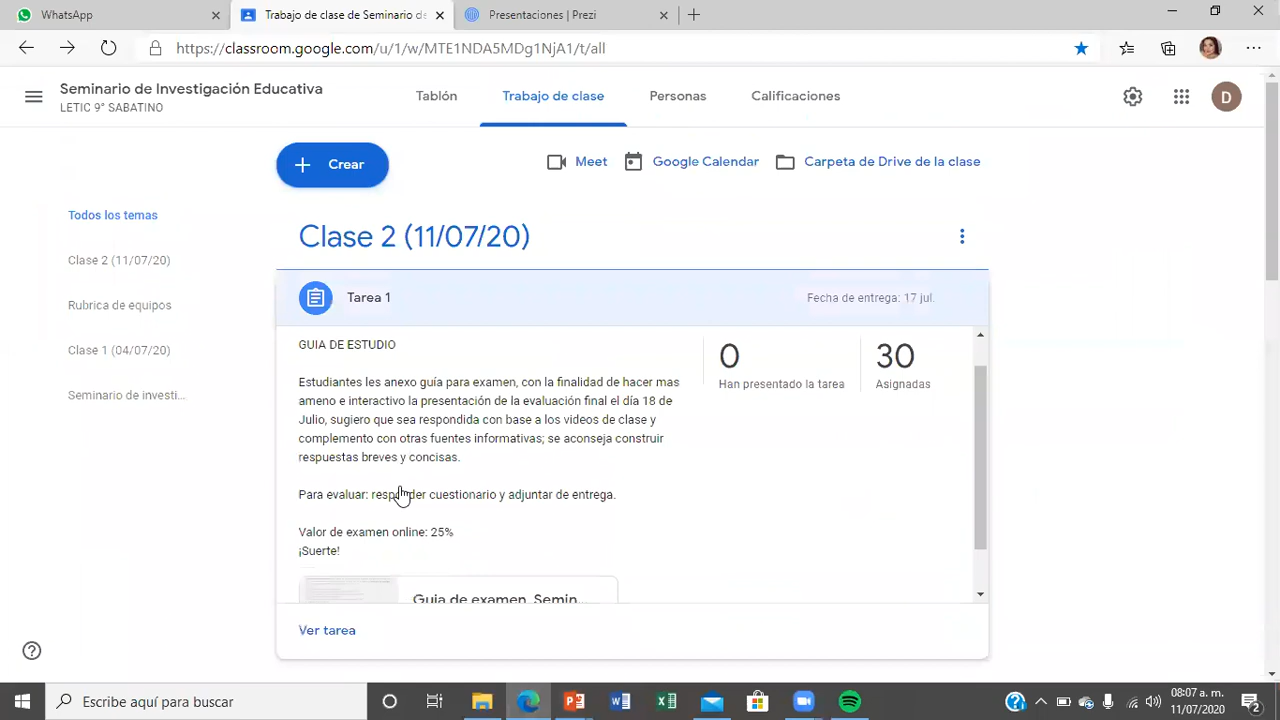 WhatsApp
Trabajo de clase de Seminario de
Presentaciones | Prezi
https://classroom.google.com/u/1/w/MTE1NDA5MDg1NjA1/t/all
Seminario de Investigación Educativa
LETIC 9° SABATINO
Tablón
Trabajo de clase
Personas
Calificaciones
D
Crear
Meet
Google Calendar
Carpeta de Drive de la clase
Todos los temas
Clase 2 (11/07/20)
Rubrica de equipos
Clase 1 (04/07/20)
Seminario de investi...
Clase 2 (11/07/20)
Tarea 1
Fecha de entrega: 17 jul.
GUIA DE ESTUDIO
Estudiantes les anexo guía para examen, con la finalidad de hacer mas
ameno e interactivo la presentación de la evaluación final el día 18 de
Julio, sugiero que sea respondida con base a los videos de clase y
complemento con otras fuentes informativas; se aconseja construir
respuestas breves y concisas.
Para evaluar: responder cuestionario y adjuntar de entrega.
Valor de examen online: 25%
¡Suerte!
0
Han presentado la tarea
30
Asignadas
Guia de examen, Semin...
Ver tarea
Escribe aquí para buscar
08:07 a. m.
11/07/2020
2